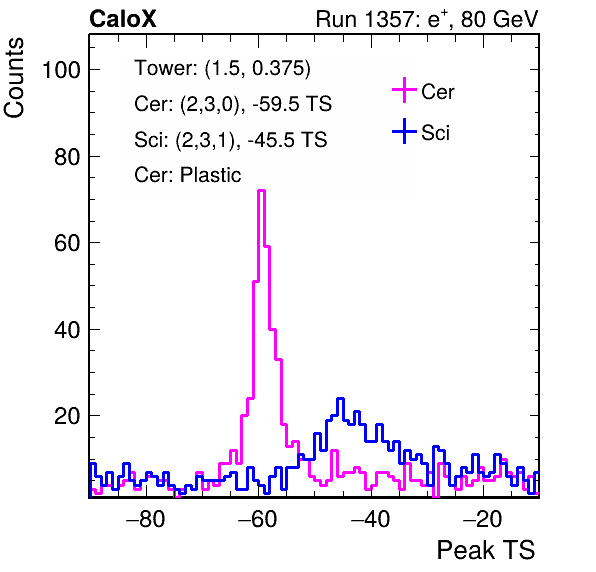 CaloX Run 1357: e⁺, 80 GeV
Counts
Tower: (1.5, 0.375)
Cer: (2,3,0), -59.5 TS
Sci: (2,3,1), -45.5 TS
Cer: Plastic
Cer
Sci
100
80
60
40
20
−80 −60 −40 −20
Peak TS